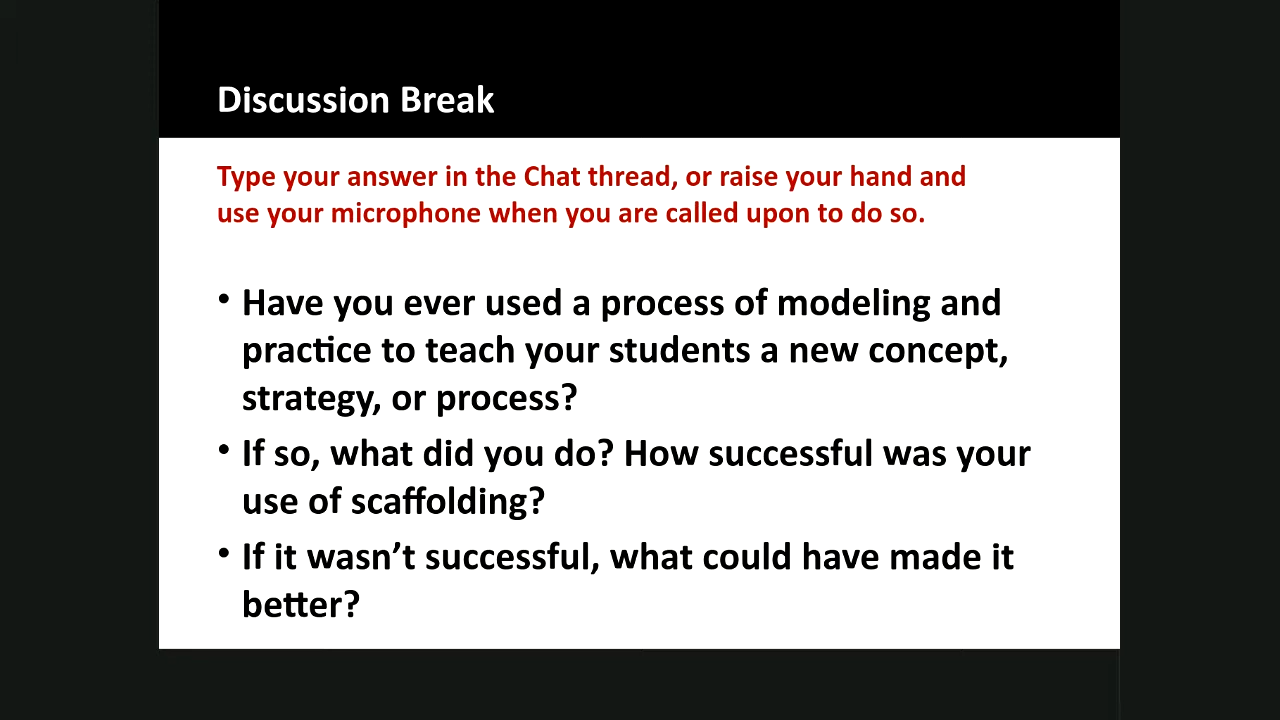 Discussion Break
Type your answer in the Chat thread, or raise your hand and
use your microphone when you are called upon to do so.
• Have you ever used a process of modeling and
practice to teach your students a new concept,
strategy, or process?
• If so, what did you do? How successful was your
use of scaffolding?
• If it wasn’t successful, what could have made it
better?